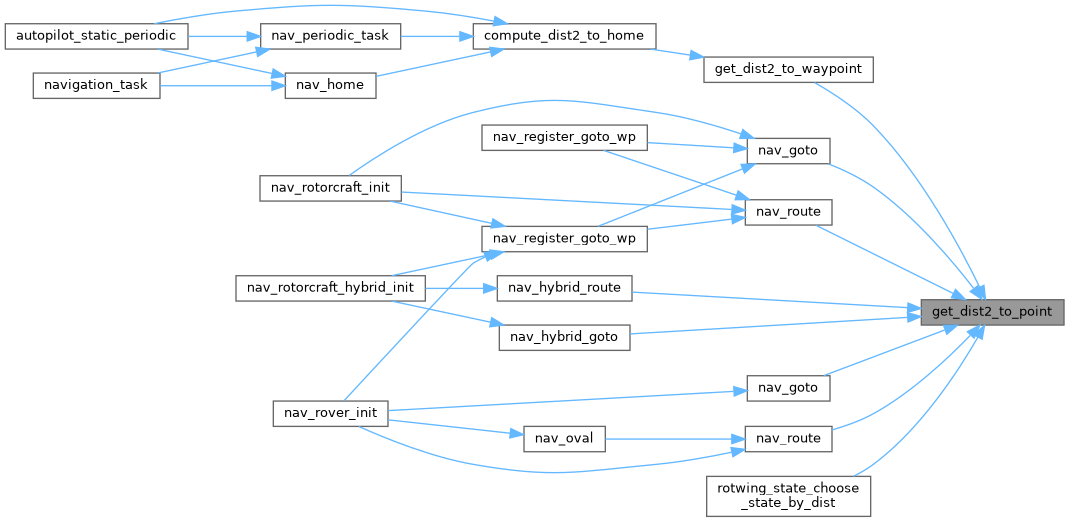 autopilot_static_periodic
nav_periodic_task
compute_dist2_to_home
get_dist2_to_waypoint
navigation_task
nav_home
nav_register_goto_wp
nav_goto
nav_rotorcraft_init
nav_route
nav_register_goto_wp
nav_rotorcraft_hybrid_init
nav_hybrid_route
get_dist2_to_point
nav_hybrid_goto
nav_goto
nav_rover_init
nav_oval
nav_route
rotwing_state_choose
_state_by_dist